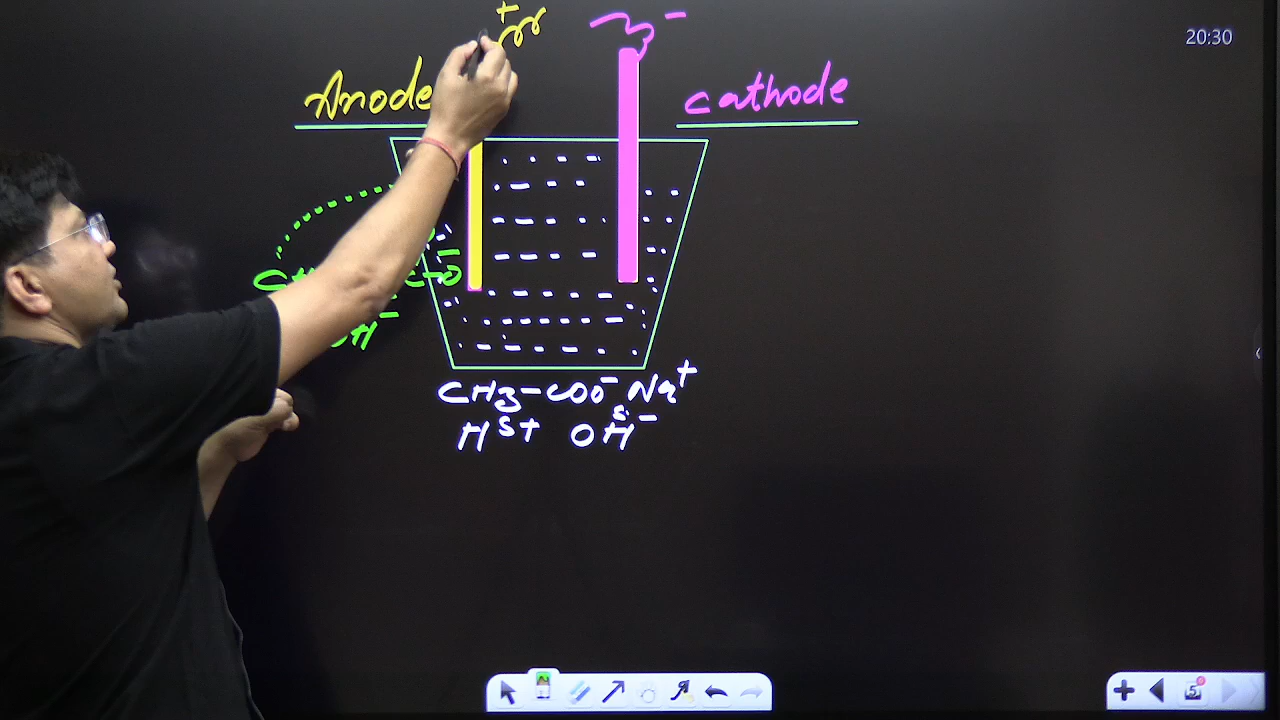 20:30
+
-
Anode
cathode
CH3-COO⁻ Na⁺
H^δ+ OH^δ-